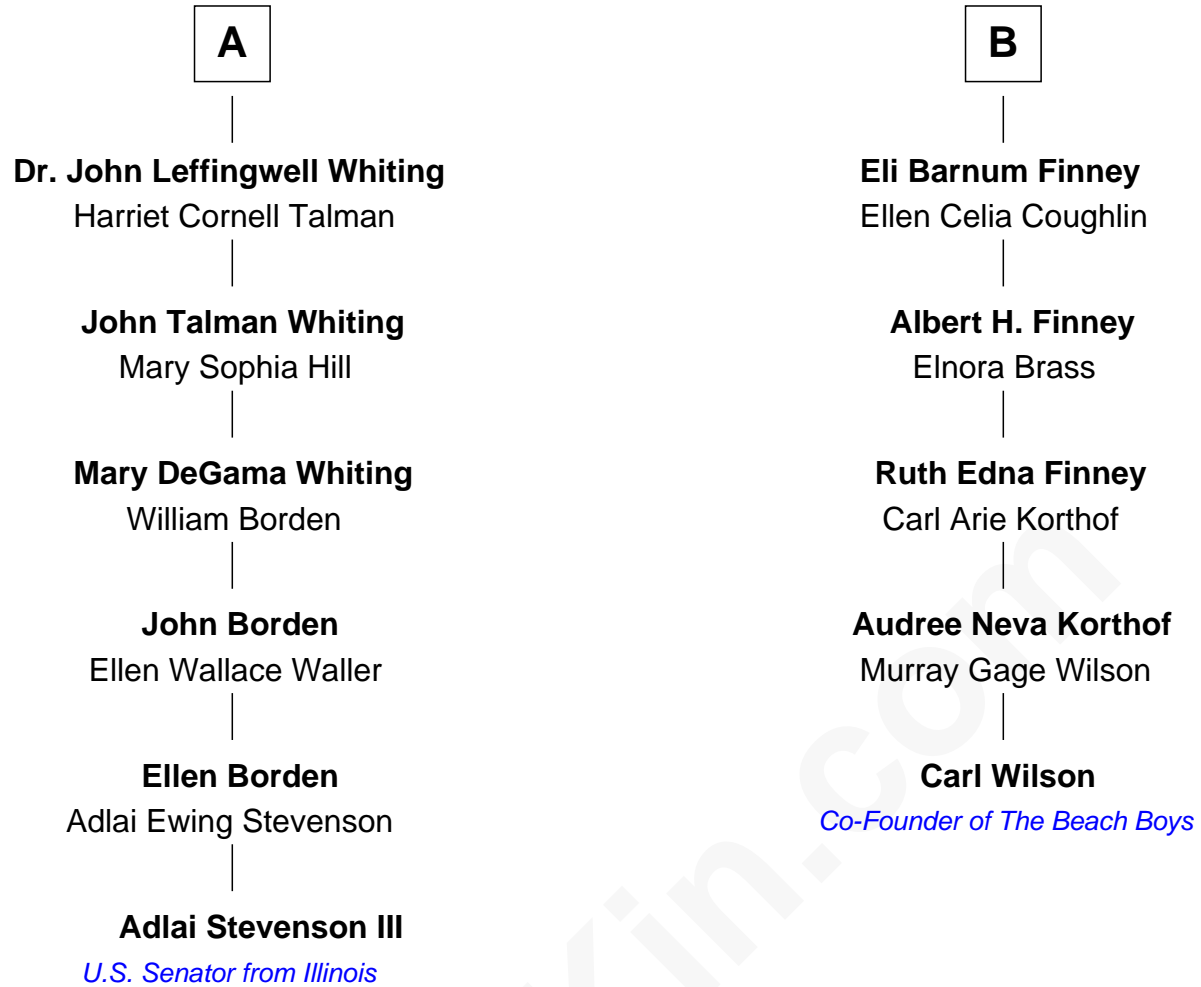 A
Dr. John Leffingwell Whiting
Harriet Cornell Talman
John Talman Whiting
Mary Sophia Hill
Mary DeGama Whiting
William Borden
John Borden
Ellen Wallace Waller
Ellen Borden
Adlai Ewing Stevenson
Adlai Stevenson III
U.S. Senator from Illinois
B
Eli Barnum Finney
Ellen Celia Coughlin
Albert H. Finney
Elnora Brass
Ruth Edna Finney
Carl Arie Korthof
Audree Neva Korthof
Murray Gage Wilson
Carl Wilson
Co-Founder of The Beach Boys